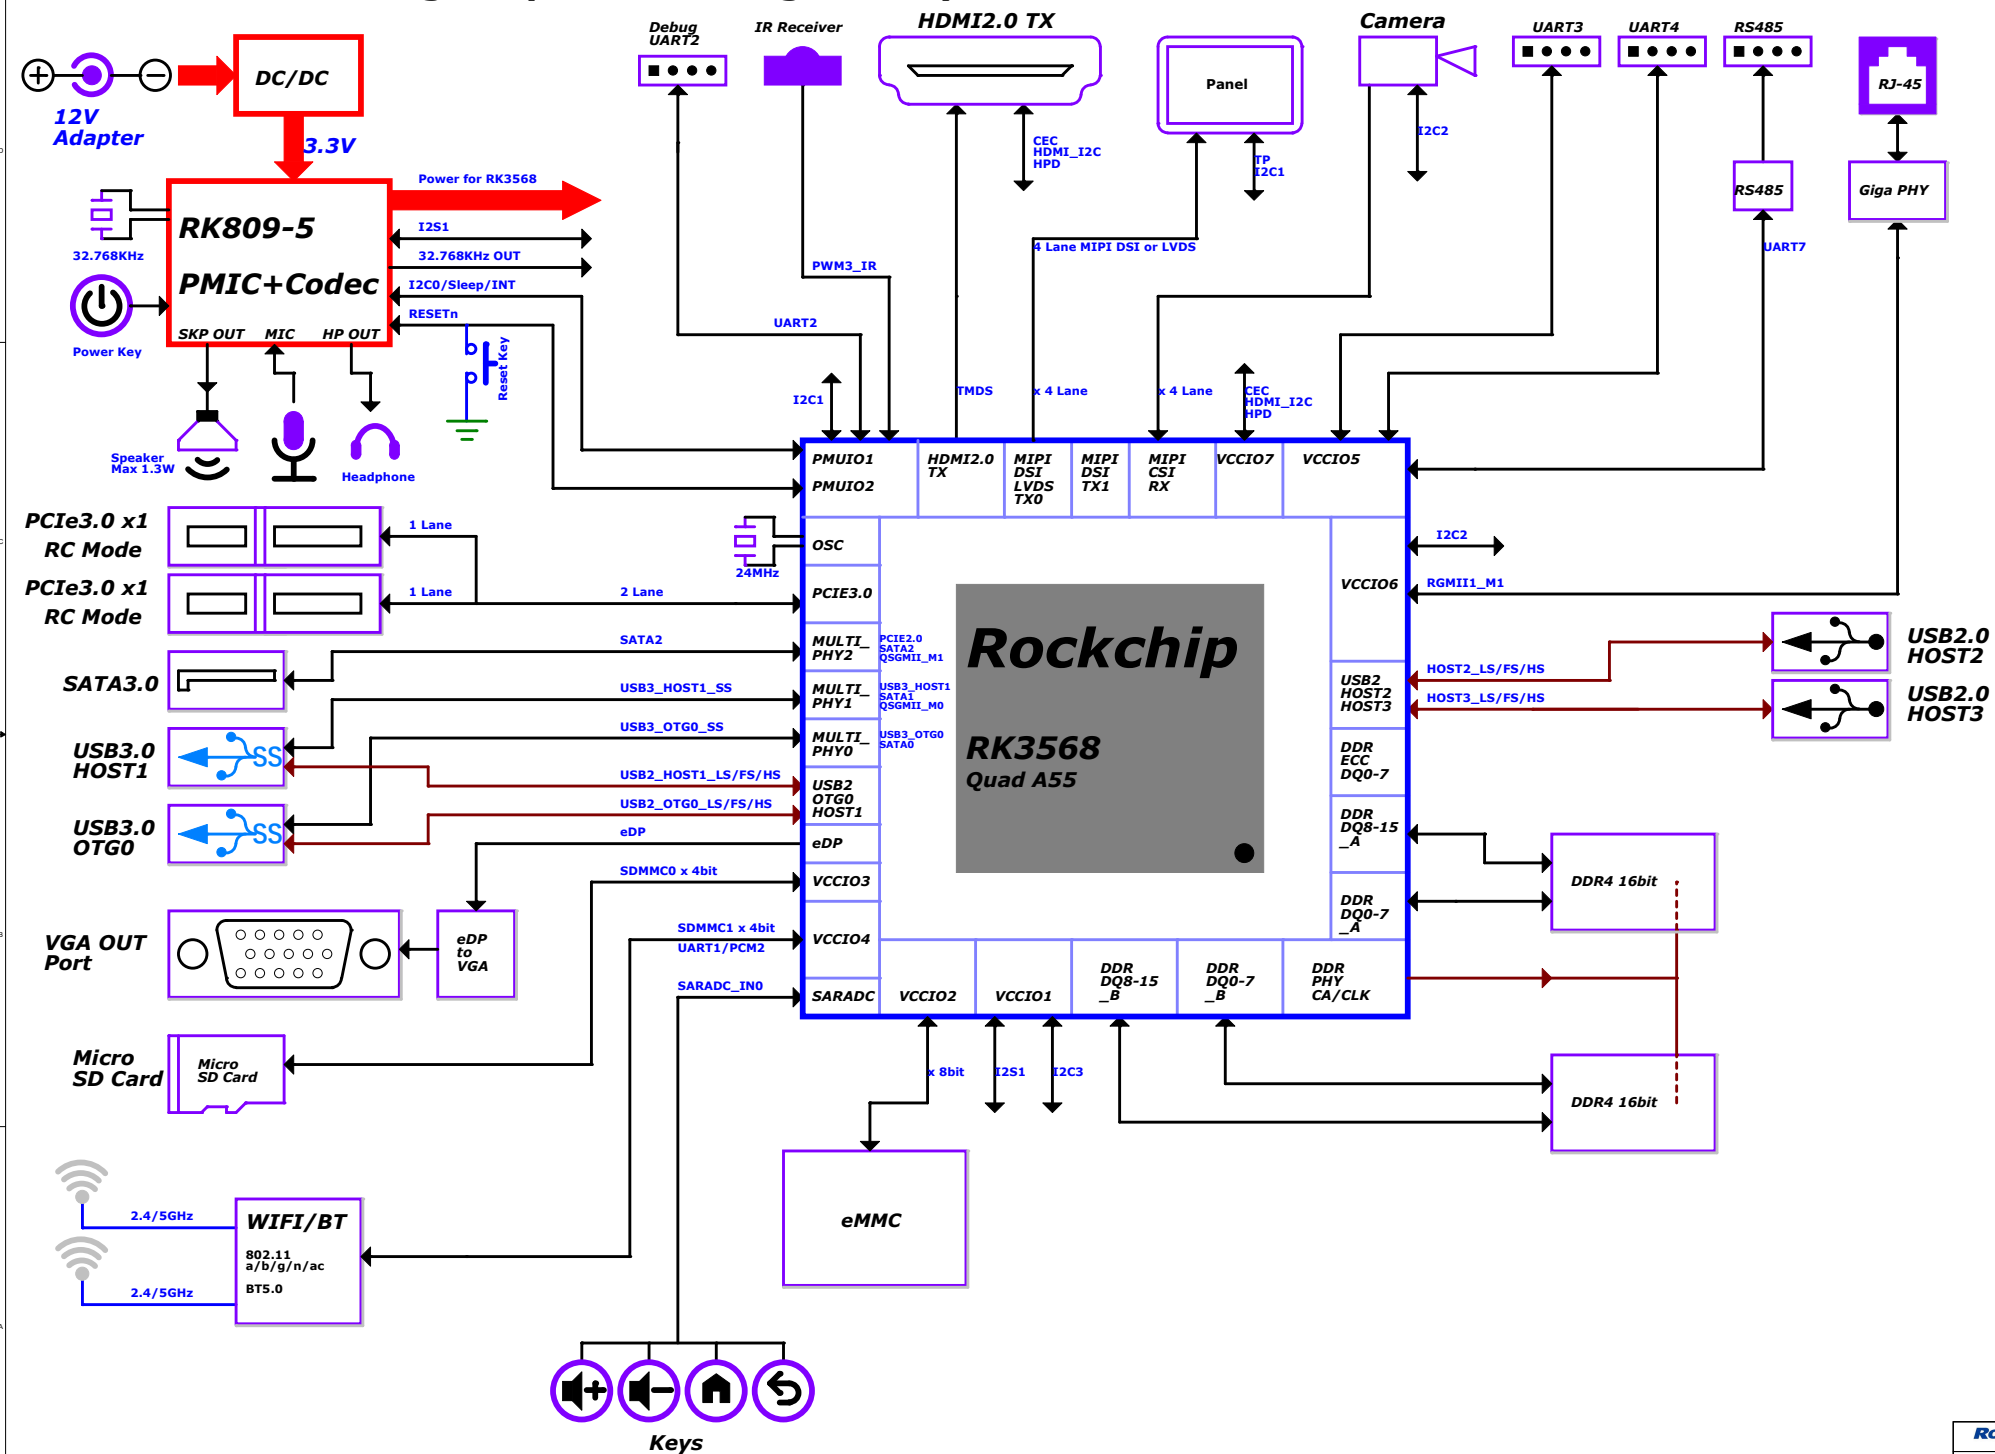 Debug
UART2
IR Receiver
HDMI2.0 TX
Camera
UART3
UART4
RS485
DC/DC
Panel
RJ-45
12V
Adapter
3.3V
I2C2
CEC
HDMI_I2C
HPD
TP
I2C1
Power for RK3568
RS485
Giga PHY
RK809-5
PMIC+Codec
I2S1
32.768KHz OUT
I2C0/Sleep/INT
RESETn
32.768KHz
SKP OUT
MIC
HP OUT
Power Key
Reset Key
PWM3_IR
4 Lane MIPI DSI or LVDS
UART7
UART2
I2C1
TMDS
x 4 Lane
x 4 Lane
CEC
HDMI_I2C
HPD
Speaker
Max 1.3W
Headphone
PMUIO1
PMUIO2
HDMI2.0
TX
MIPI
DSI
LVDS
TX0
MIPI
DSI
TX1
MIPI
CSI
RX
VCCIO7
VCCIO5
PCIe3.0 x1
RC Mode
1 Lane
24MHz
OSC
I2C2
PCIe3.0 x1
RC Mode
1 Lane
2 Lane
PCIE3.0
VCCIO6
RGMII1_M1
SATA3.0
SATA2
MULTI_
PHY2
PCIE2.0
SATA2
QSGMII_M1
Rockchip
RK3568
Quad A55
USB2.0
HOST2
HOST2_LS/FS/HS
USB2
HOST2
HOST3
HOST3_LS/FS/HS
USB2.0
HOST3
USB3_HOST1_SS
MULTI_
PHY1
USB3_HOST1
SATA1
QSGMII_M0
USB3.0
HOST1
SS
USB3_OTG0_SS
MULTI_
PHY0
USB3_OTG0
SATA0
DDR
ECC
DQ0-7
USB2_HOST1_LS/FS/HS
USB2
OTG0
HOST1
USB2_OTG0_LS/FS/HS
USB3.0
OTG0
SS
DDR
DQ8-15
_A
eDP
eDP
SDMMC0 x 4bit
VCCIO3
DDR4 16bit
DDR
DQ0-7
_A
VGA OUT
Port
eDP
to
VGA
SDMMC1 x 4bit
UART1/PCM2
VCCIO4
SARADC_IN0
SARADC
VCCIO2
VCCIO1
DDR
DQ8-15
_B
DDR
DQ0-7
_B
DDR
PHY
CA/CLK
Micro
SD Card
Micro
SD Card
x 8bit
I2S1
I2C3
DDR4 16bit
eMMC
2.4/5GHz
2.4/5GHz
WIFI/BT
802.11
a/b/g/n/ac
BT5.0
Keys